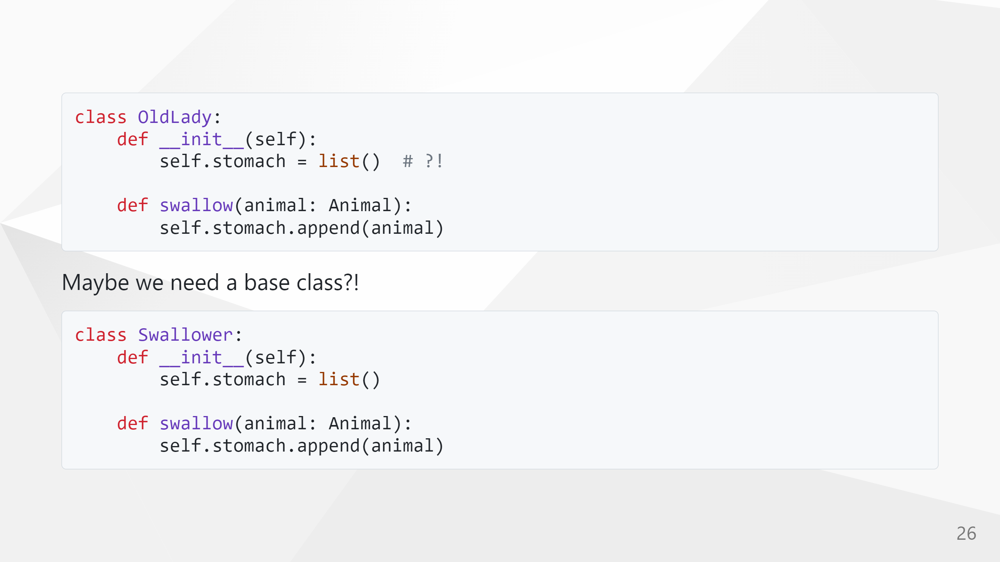 class OldLady:
    def __init__(self):
        self.stomach = list()  # ?!

    def swallow(animal: Animal):
        self.stomach.append(animal)
Maybe we need a base class?!
class Swallower:
    def __init__(self):
        self.stomach = list()

    def swallow(animal: Animal):
        self.stomach.append(animal)
26